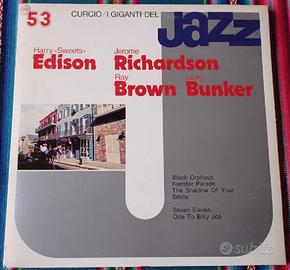 53
CURCIO/I GIGANTI DEL
jazz
Harry «Sweets» Jerome
Edison Richardson
Ray Larry
Brown Bunker
Black Orpheus
Keester Parade
The Shadow Of Your
Smile
Seven Eleven
Ode To Billy Joe
subito